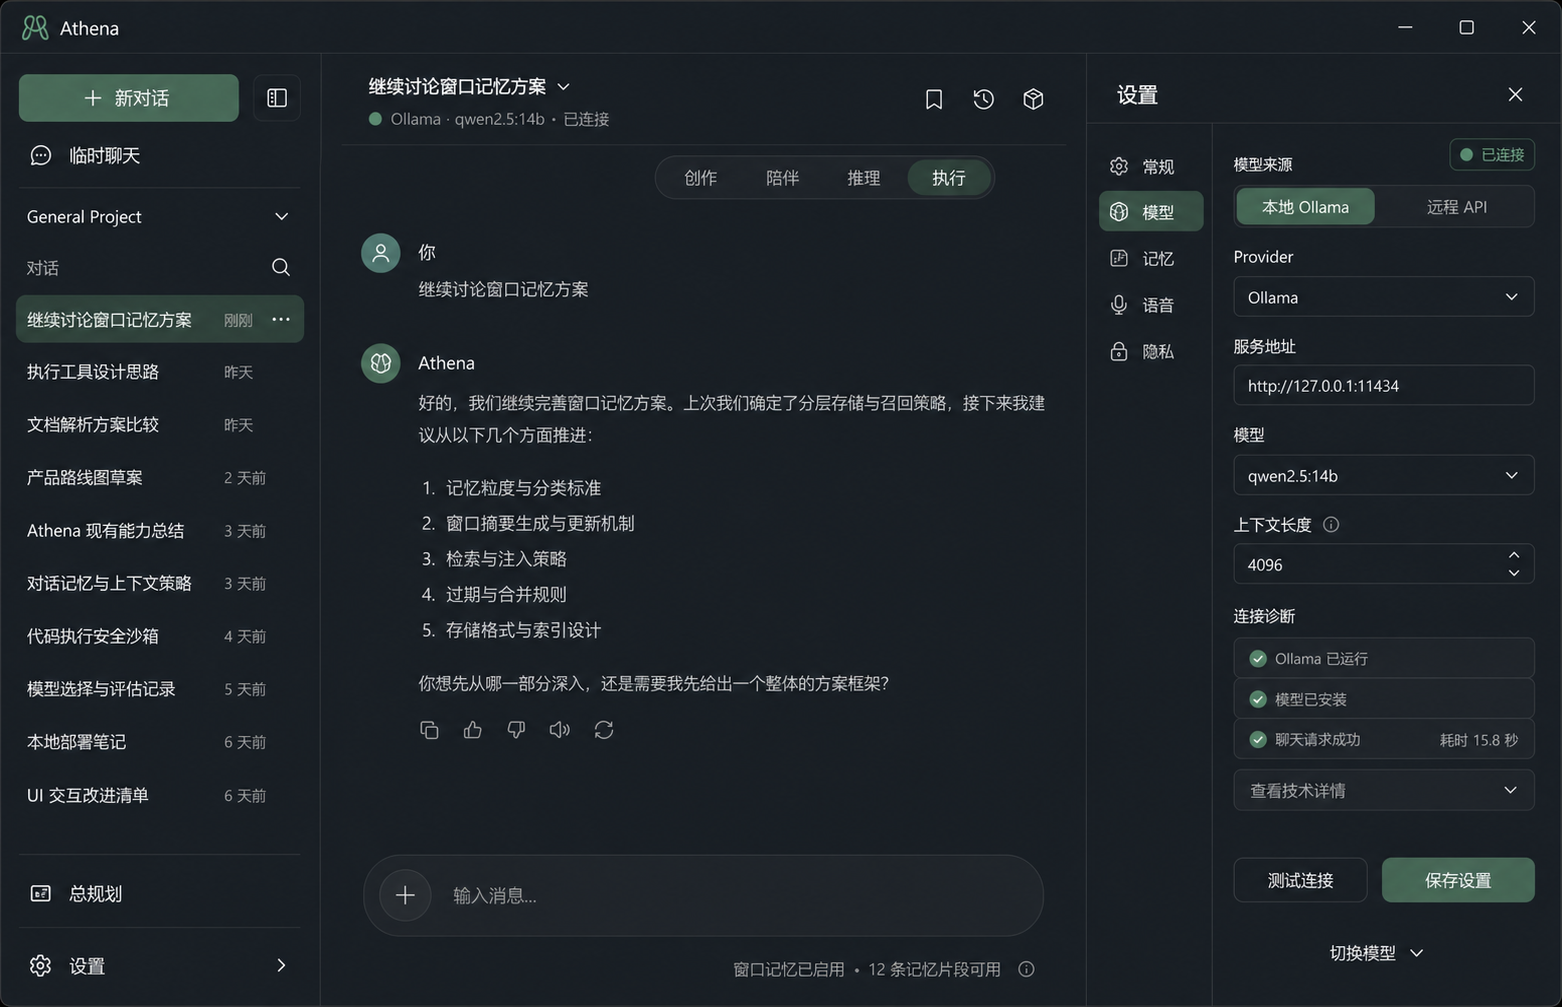 Athena
新对话
临时聊天
General Project
对话
继续讨论窗口记忆方案 刚刚
执行工具设计思路 昨天
文档解析方案比较 昨天
产品路线图草案 2 天前
Athena 现有能力总结 3 天前
对话记忆与上下文策略 3 天前
代码执行安全沙箱 4 天前
模型选择与评估记录 5 天前
本地部署笔记 6 天前
UI 交互改进清单 6 天前
总规划
设置
继续讨论窗口记忆方案
Ollama · qwen2.5:14b • 已连接
创作 陪伴 推理 执行
你
继续讨论窗口记忆方案
Athena
好的，我们继续完善窗口记忆方案。上次我们确定了分层存储与召回策略，接下来我建
议从以下几个方面推进：
1. 记忆粒度与分类标准
2. 窗口摘要生成与更新机制
3. 检索与注入策略
4. 过期与合并规则
5. 存储格式与索引设计
你想先从哪一部分深入，还是需要我先给出一个整体的方案框架？
输入消息...
窗口记忆已启用 • 12 条记忆片段可用
设置
常规
模型
记忆
语音
隐私
模型来源 已连接
本地 Ollama 远程 API
Provider
Ollama
服务地址
http://127.0.0.1:11434
模型
qwen2.5:14b
上下文长度
4096
连接诊断
Ollama 已运行
模型已安装
聊天请求成功 耗时 15.8 秒
查看技术详情
测试连接 保存设置
切换模型